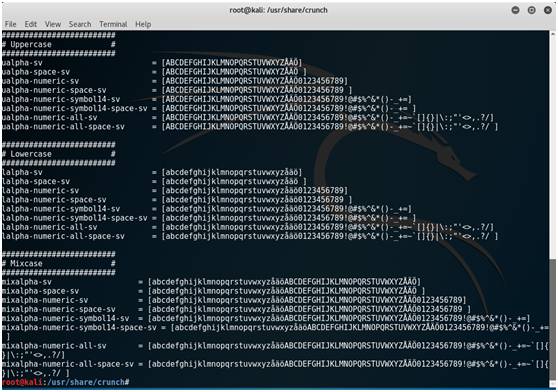 root@kali: /usr/share/crunch
File Edit View Search Terminal Help
#########################
# Uppercase #
#########################
ualpha-sv = [ABCDEFGHIJKLMNOPQRSTUVWXYZÅÄÖ]
ualpha-space-sv = [ABCDEFGHIJKLMNOPQRSTUVWXYZÅÄÖ ]
ualpha-numeric-sv = [ABCDEFGHIJKLMNOPQRSTUVWXYZÅÄÖ0123456789]
ualpha-numeric-space-sv = [ABCDEFGHIJKLMNOPQRSTUVWXYZÅÄÖ0123456789 ]
ualpha-numeric-symbol14-sv = [ABCDEFGHIJKLMNOPQRSTUVWXYZÅÄÖ0123456789!@#$%^&*()-_+=]
ualpha-numeric-symbol14-space-sv = [ABCDEFGHIJKLMNOPQRSTUVWXYZÅÄÖ0123456789!@#$%^&*()-_+= ]
ualpha-numeric-all-sv = [ABCDEFGHIJKLMNOPQRSTUVWXYZÅÄÖ0123456789!@#$%^&*()-_+=~`[]{}|\:;"'<>,.?/]
ualpha-numeric-all-space-sv = [ABCDEFGHIJKLMNOPQRSTUVWXYZÅÄÖ0123456789!@#$%^&*()-_+=~`[]{}|\:;"'<>,.?/ ]
#########################
# Lowercase #
#########################
lalpha-sv = [abcdefghijklmnopqrstuvwxyzåäö]
lalpha-space-sv = [abcdefghijklmnopqrstuvwxyzåäö ]
lalpha-numeric-sv = [abcdefghijklmnopqrstuvwxyzåäö0123456789]
lalpha-numeric-space-sv = [abcdefghijklmnopqrstuvwxyzåäö0123456789 ]
lalpha-numeric-symbol14-sv = [abcdefghijklmnopqrstuvwxyzåäö0123456789!@#$%^&*()-_+=]
lalpha-numeric-symbol14-space-sv = [abcdefghijklmnopqrstuvwxyzåäö0123456789!@#$%^&*()-_+= ]
lalpha-numeric-all-sv = [abcdefghijklmnopqrstuvwxyzåäö0123456789!@#$%^&*()-_+=~`[]{}|\:;"'<>,.?/]
lalpha-numeric-all-space-sv = [abcdefghijklmnopqrstuvwxyzåäö0123456789!@#$%^&*()-_+=~`[]{}|\:;"'<>,.?/ ]
#########################
# Mixcase #
#########################
mixalpha-sv = [abcdefghijklmnopqrstuvwxyzåäöABCDEFGHIJKLMNOPQRSTUVWXYZÅÄÖ]
mixalpha-space-sv = [abcdefghijklmnopqrstuvwxyzåäöABCDEFGHIJKLMNOPQRSTUVWXYZÅÄÖ ]
mixalpha-numeric-sv = [abcdefghijklmnopqrstuvwxyzåäöABCDEFGHIJKLMNOPQRSTUVWXYZÅÄÖ0123456789]
mixalpha-numeric-space-sv = [abcdefghijklmnopqrstuvwxyzåäöABCDEFGHIJKLMNOPQRSTUVWXYZÅÄÖ0123456789 ]
mixalpha-numeric-symbol14-sv = [abcdefghijklmnopqrstuvwxyzåäöABCDEFGHIJKLMNOPQRSTUVWXYZÅÄÖ0123456789!@#$%^&*()-_+=]
mixalpha-numeric-symbol14-space-sv = [abcdefghijklmnopqrstuvwxyzåäöABCDEFGHIJKLMNOPQRSTUVWXYZÅÄÖ0123456789!@#$%^&*()-_+=
]
mixalpha-numeric-all-sv = [abcdefghijklmnopqrstuvwxyzåäöABCDEFGHIJKLMNOPQRSTUVWXYZÅÄÖ0123456789!@#$%^&*()-_+=~`[]{
}|\:;"'<>,.?/]
mixalpha-numeric-all-space-sv = [abcdefghijklmnopqrstuvwxyzåäöABCDEFGHIJKLMNOPQRSTUVWXYZÅÄÖ0123456789!@#$%^&*()-_+=~`[]{
}|\:;"'<>,.?/ ]
root@kali:/usr/share/crunch#